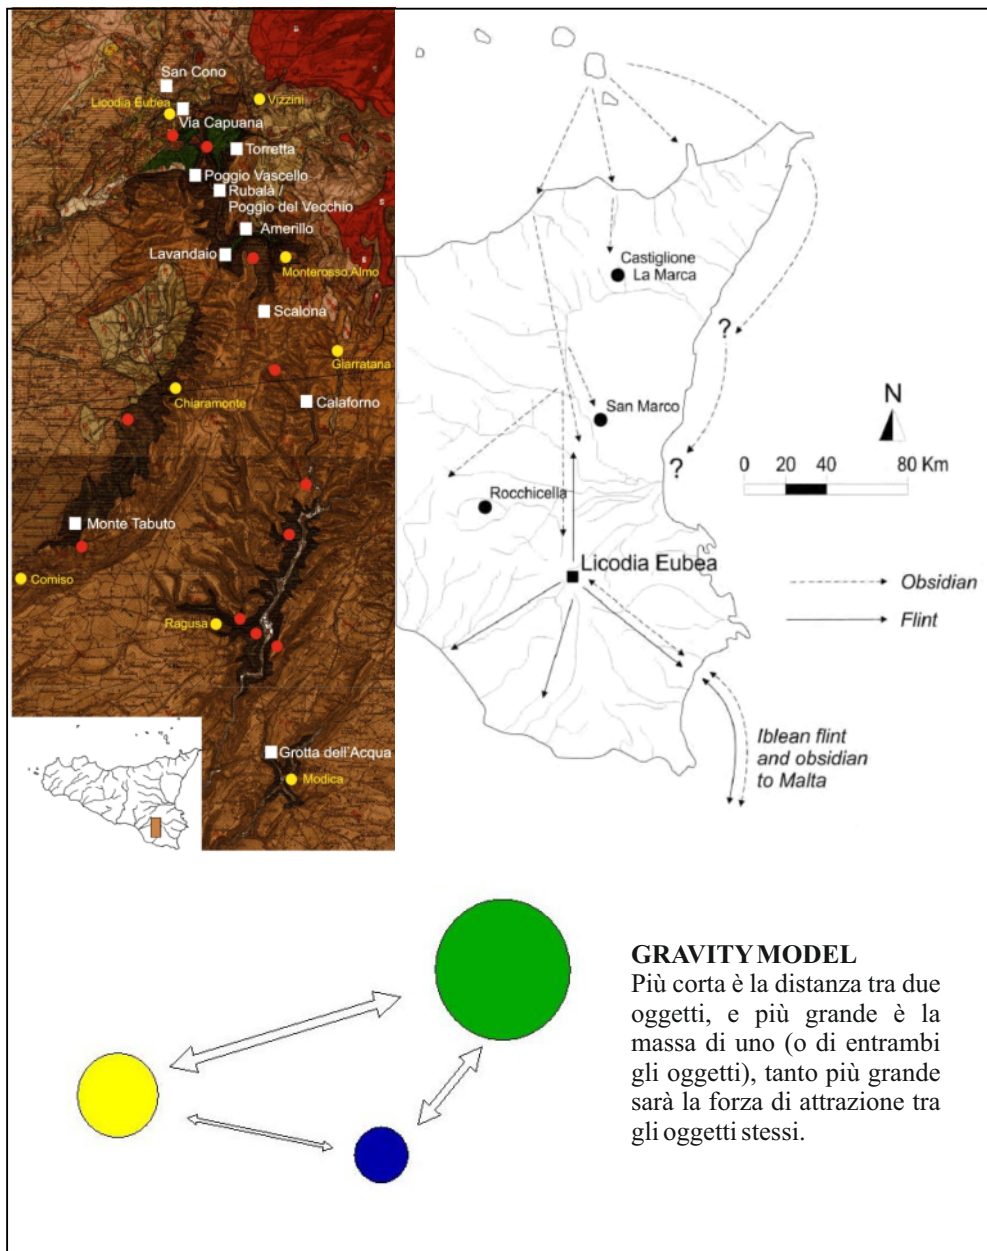 San Cono
Licodia Eubea
Vizzini
Via Capuana
Torretta
Poggio Vascello
Rubalà /
Poggio del Vecchio
Amerillo
Lavandaio
Monterosso Almo
Scalona
Giarratana
Chiaramonte
Calaforno
Monte Tabuto
Comiso
Ragusa
Grotta dell'Acqua
Modica
Castiglione
La Marca
?
San Marco
N
?
0 20 40 80 Km
Rocchicella
Licodia Eubea
Obsidian
Flint
Iblean flint
and obsidian
to Malta
GRAVITY MODEL
Più corta è la distanza tra due
oggetti, e più grande è la
massa di uno (o di entrambi
gli oggetti), tanto più grande
sarà la forza di attrazione tra
gli oggetti stessi.